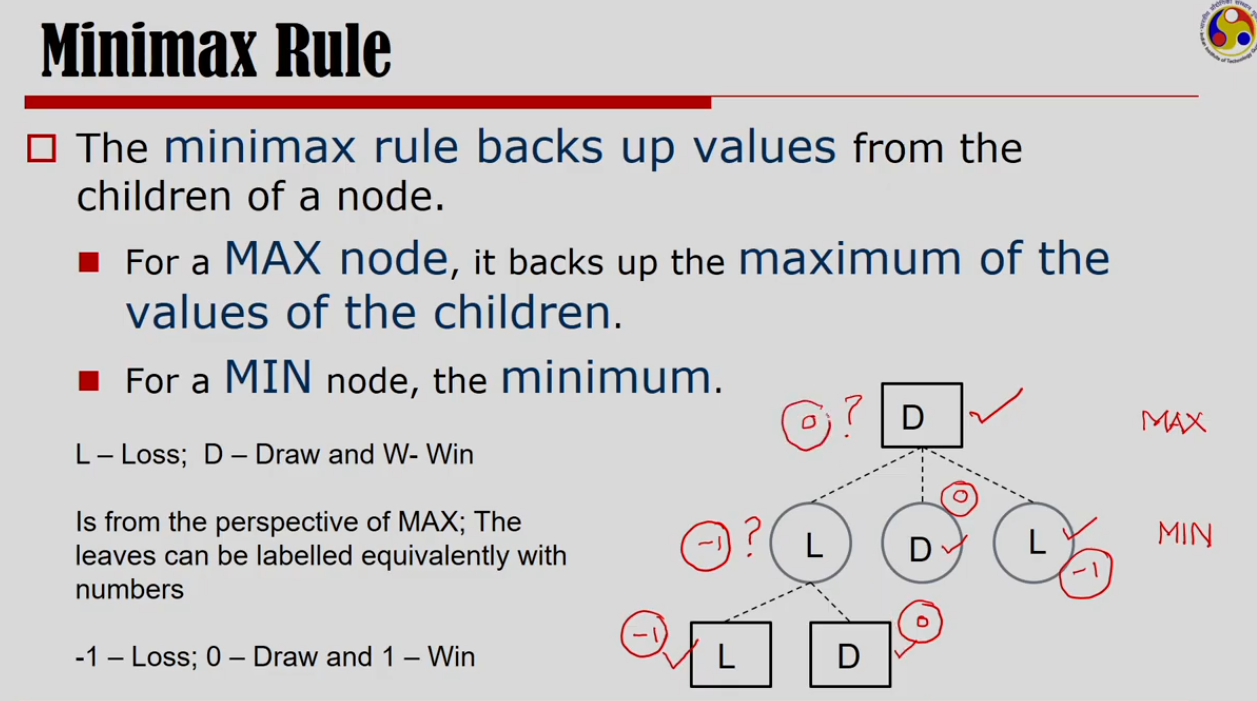 Minimax Rule
The minimax rule backs up values from the
children of a node.
For a MAX node, it backs up the maximum of the
values of the children.
For a MIN node, the minimum.
L – Loss; D – Draw and W- Win
Is from the perspective of MAX; The
leaves can be labelled equivalently with
numbers
-1 – Loss; 0 – Draw and 1 – Win
0 ? D MAX
0
-1 ? L D L MIN
-1
-1 L D 0